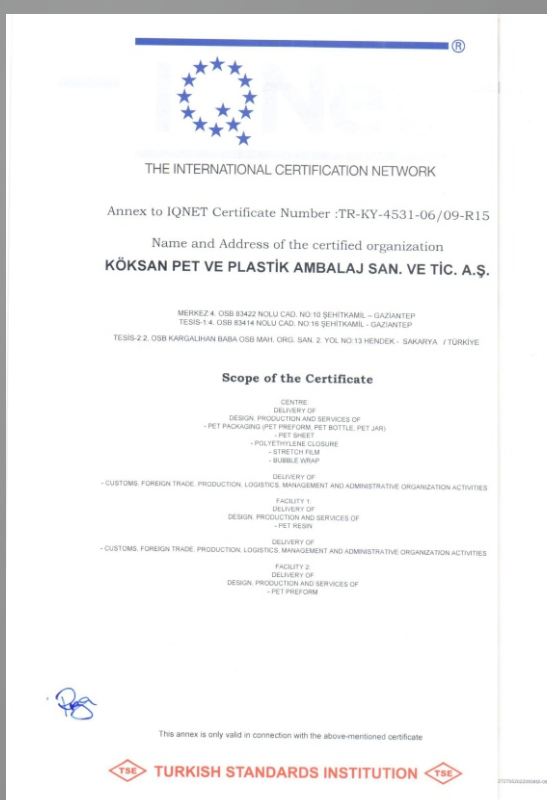 ®
THE INTERNATIONAL CERTIFICATION NETWORK
Annex to IQNET Certificate Number :TR-KY-4531-06/09-R15
Name and Address of the certified organization
KÖKSAN PET VE PLASTİK AMBALAJ SAN. VE TİC. A.Ş.
MERKEZ:4. OSB 83422 NOLU CAD. NO:10 ŞEHİTKAMİL – GAZİANTEP
TESİS-1:4. OSB 83414 NOLU CAD. NO:16 ŞEHİTKAMİL - GAZİANTEP
TESİS-2:2. OSB KARGALIHAN BABA OSB MAH. ORG. SAN. 2. YOL NO:13 HENDEK - SAKARYA / TÜRKİYE
Scope of the Certificate
CENTRE:
DELIVERY OF
DESIGN, PRODUCTION AND SERVICES OF
- PET PACKAGING (PET PREFORM, PET BOTTLE, PET JAR)
- PET SHEET
- POLYETHYLENE CLOSURE
- STRETCH FILM
- BUBBLE WRAP
DELIVERY OF
- CUSTOMS, FOREIGN TRADE, PRODUCTION, LOGISTICS, MANAGEMENT AND ADMINISTRATIVE ORGANIZATION ACTIVITIES
FACILITY 1:
DELIVERY OF
DESIGN, PRODUCTION AND SERVICES OF
- PET RESIN
DELIVERY OF
- CUSTOMS, FOREIGN TRADE, PRODUCTION, LOGISTICS, MANAGEMENT AND ADMINISTRATIVE ORGANIZATION ACTIVITIES
FACILITY 2:
DELIVERY OF
DESIGN, PRODUCTION AND SERVICES OF
- PET PREFORM
This annex is only valid in connection with the above-mentioned certificate
TSE TURKISH STANDARDS INSTITUTION TSE